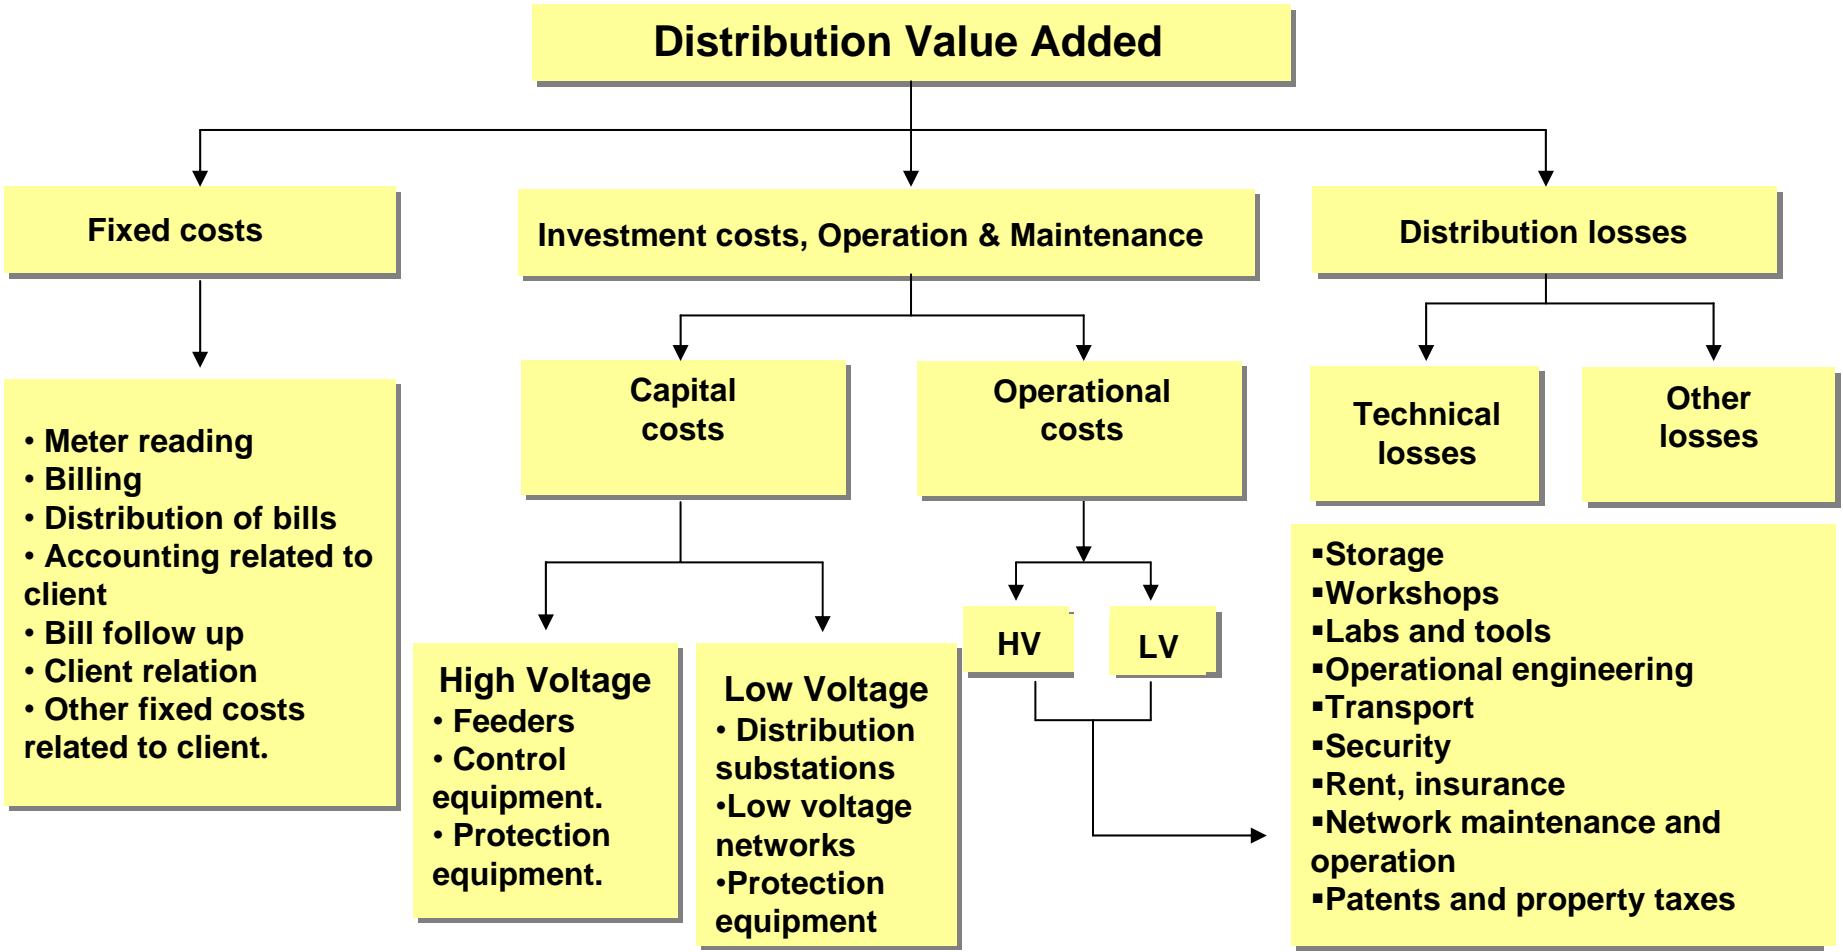 Distribution Value Added
Fixed costs
Investment costs, Operation & Maintenance
Distribution losses
Capital
costs
Operational
costs
Technical
losses
Other
losses
• Meter reading
• Billing
• Distribution of bills
• Accounting related to
client
• Bill follow up
• Client relation
• Other fixed costs
related to client.
High Voltage
• Feeders
• Control
equipment.
• Protection
equipment.
Low Voltage
• Distribution
substations
•Low voltage
networks
•Protection
equipment
HV
LV
▪Storage
▪Workshops
▪Labs and tools
▪Operational engineering
▪Transport
▪Security
▪Rent, insurance
▪Network maintenance and
operation
▪Patents and property taxes